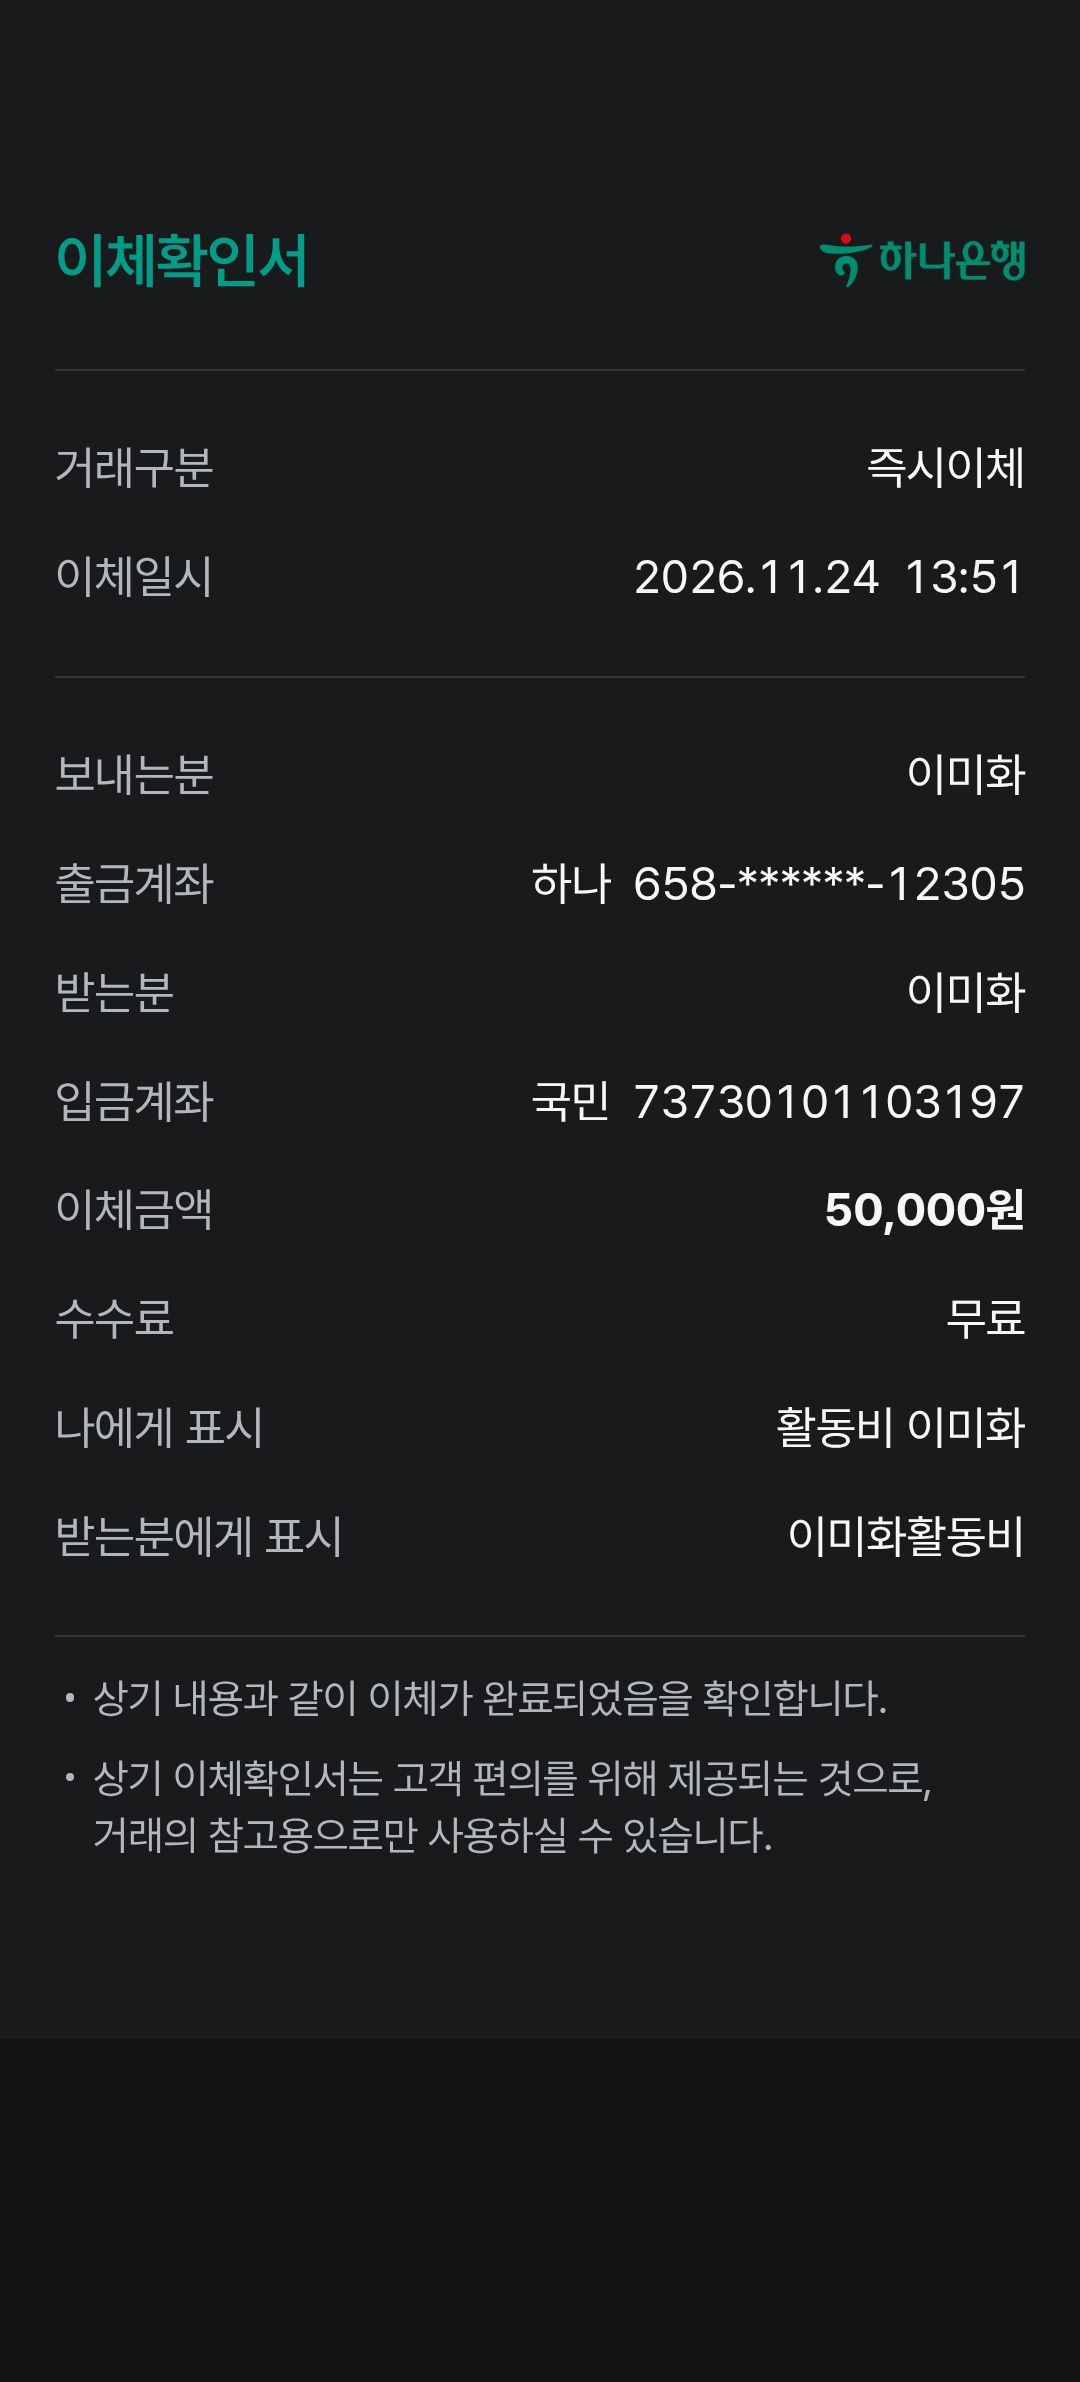 이체확인서 하나은행
거래구분 즉시이체
이체일시 2026.11.24 13:51
보내는분 이미화
출금계좌 하나 658-******-12305
받는분 이미화
입금계좌 국민 73730101103197
이체금액 50,000원
수수료 무료
나에게 표시 활동비 이미화
받는분에게 표시 이미화활동비
• 상기 내용과 같이 이체가 완료되었음을 확인합니다.
• 상기 이체확인서는 고객 편의를 위해 제공되는 것으로,
거래의 참고용으로만 사용하실 수 있습니다.